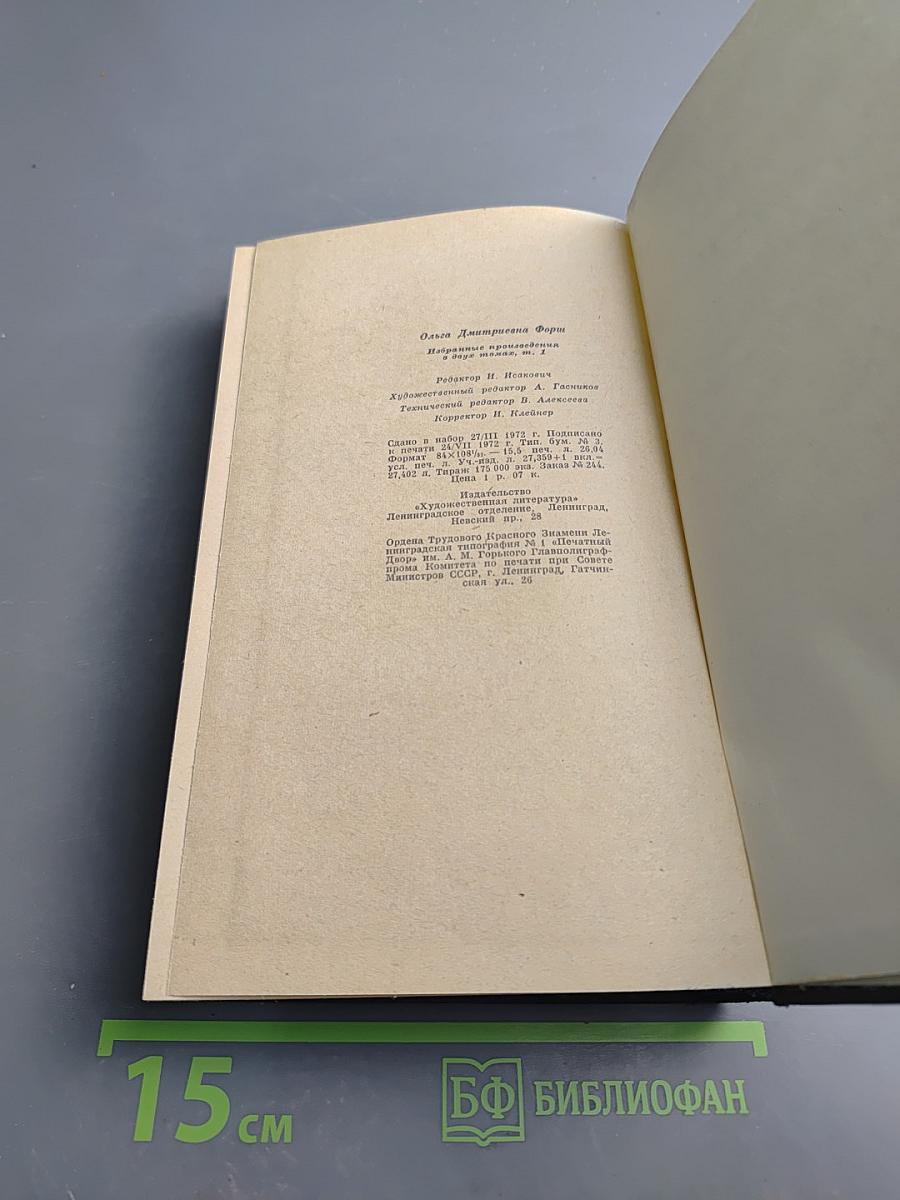 Ольга Дмитриевна Форш
Избранные произведения
в двух томах, т. 1
Редактор И. Исакович
Художественный редактор А. Гасников
Технический редактор В. Алексеева
Корректор И. Клейнер
Сдано в набор 27/III 1972 г. Подписано
к печати 24/VII 1972 г. Тип. бум. № 3.
Формат 84×108¹/₃₂. — 15,5 печ. л. 26,04
усл. печ. л. Уч.-изд. л. 27,359+1 вкл.=
27,402 л. Тираж 175 000 экз. Заказ № 244.
Цена 1 р. 07 к.
Издательство
«Художественная литература»
Ленинградское отделение, Ленинград,
Невский пр., 28
Ордена Трудового Красного Знамени Ле-
нинградская типография № 1 «Печатный
Двор» им. А. М. Горького Главполиграф-
прома Комитета по печати при Совете
Министров СССР, г. Ленинград, Гатчин-
ская ул., 26
15 см
БФ БИБЛИОФАН